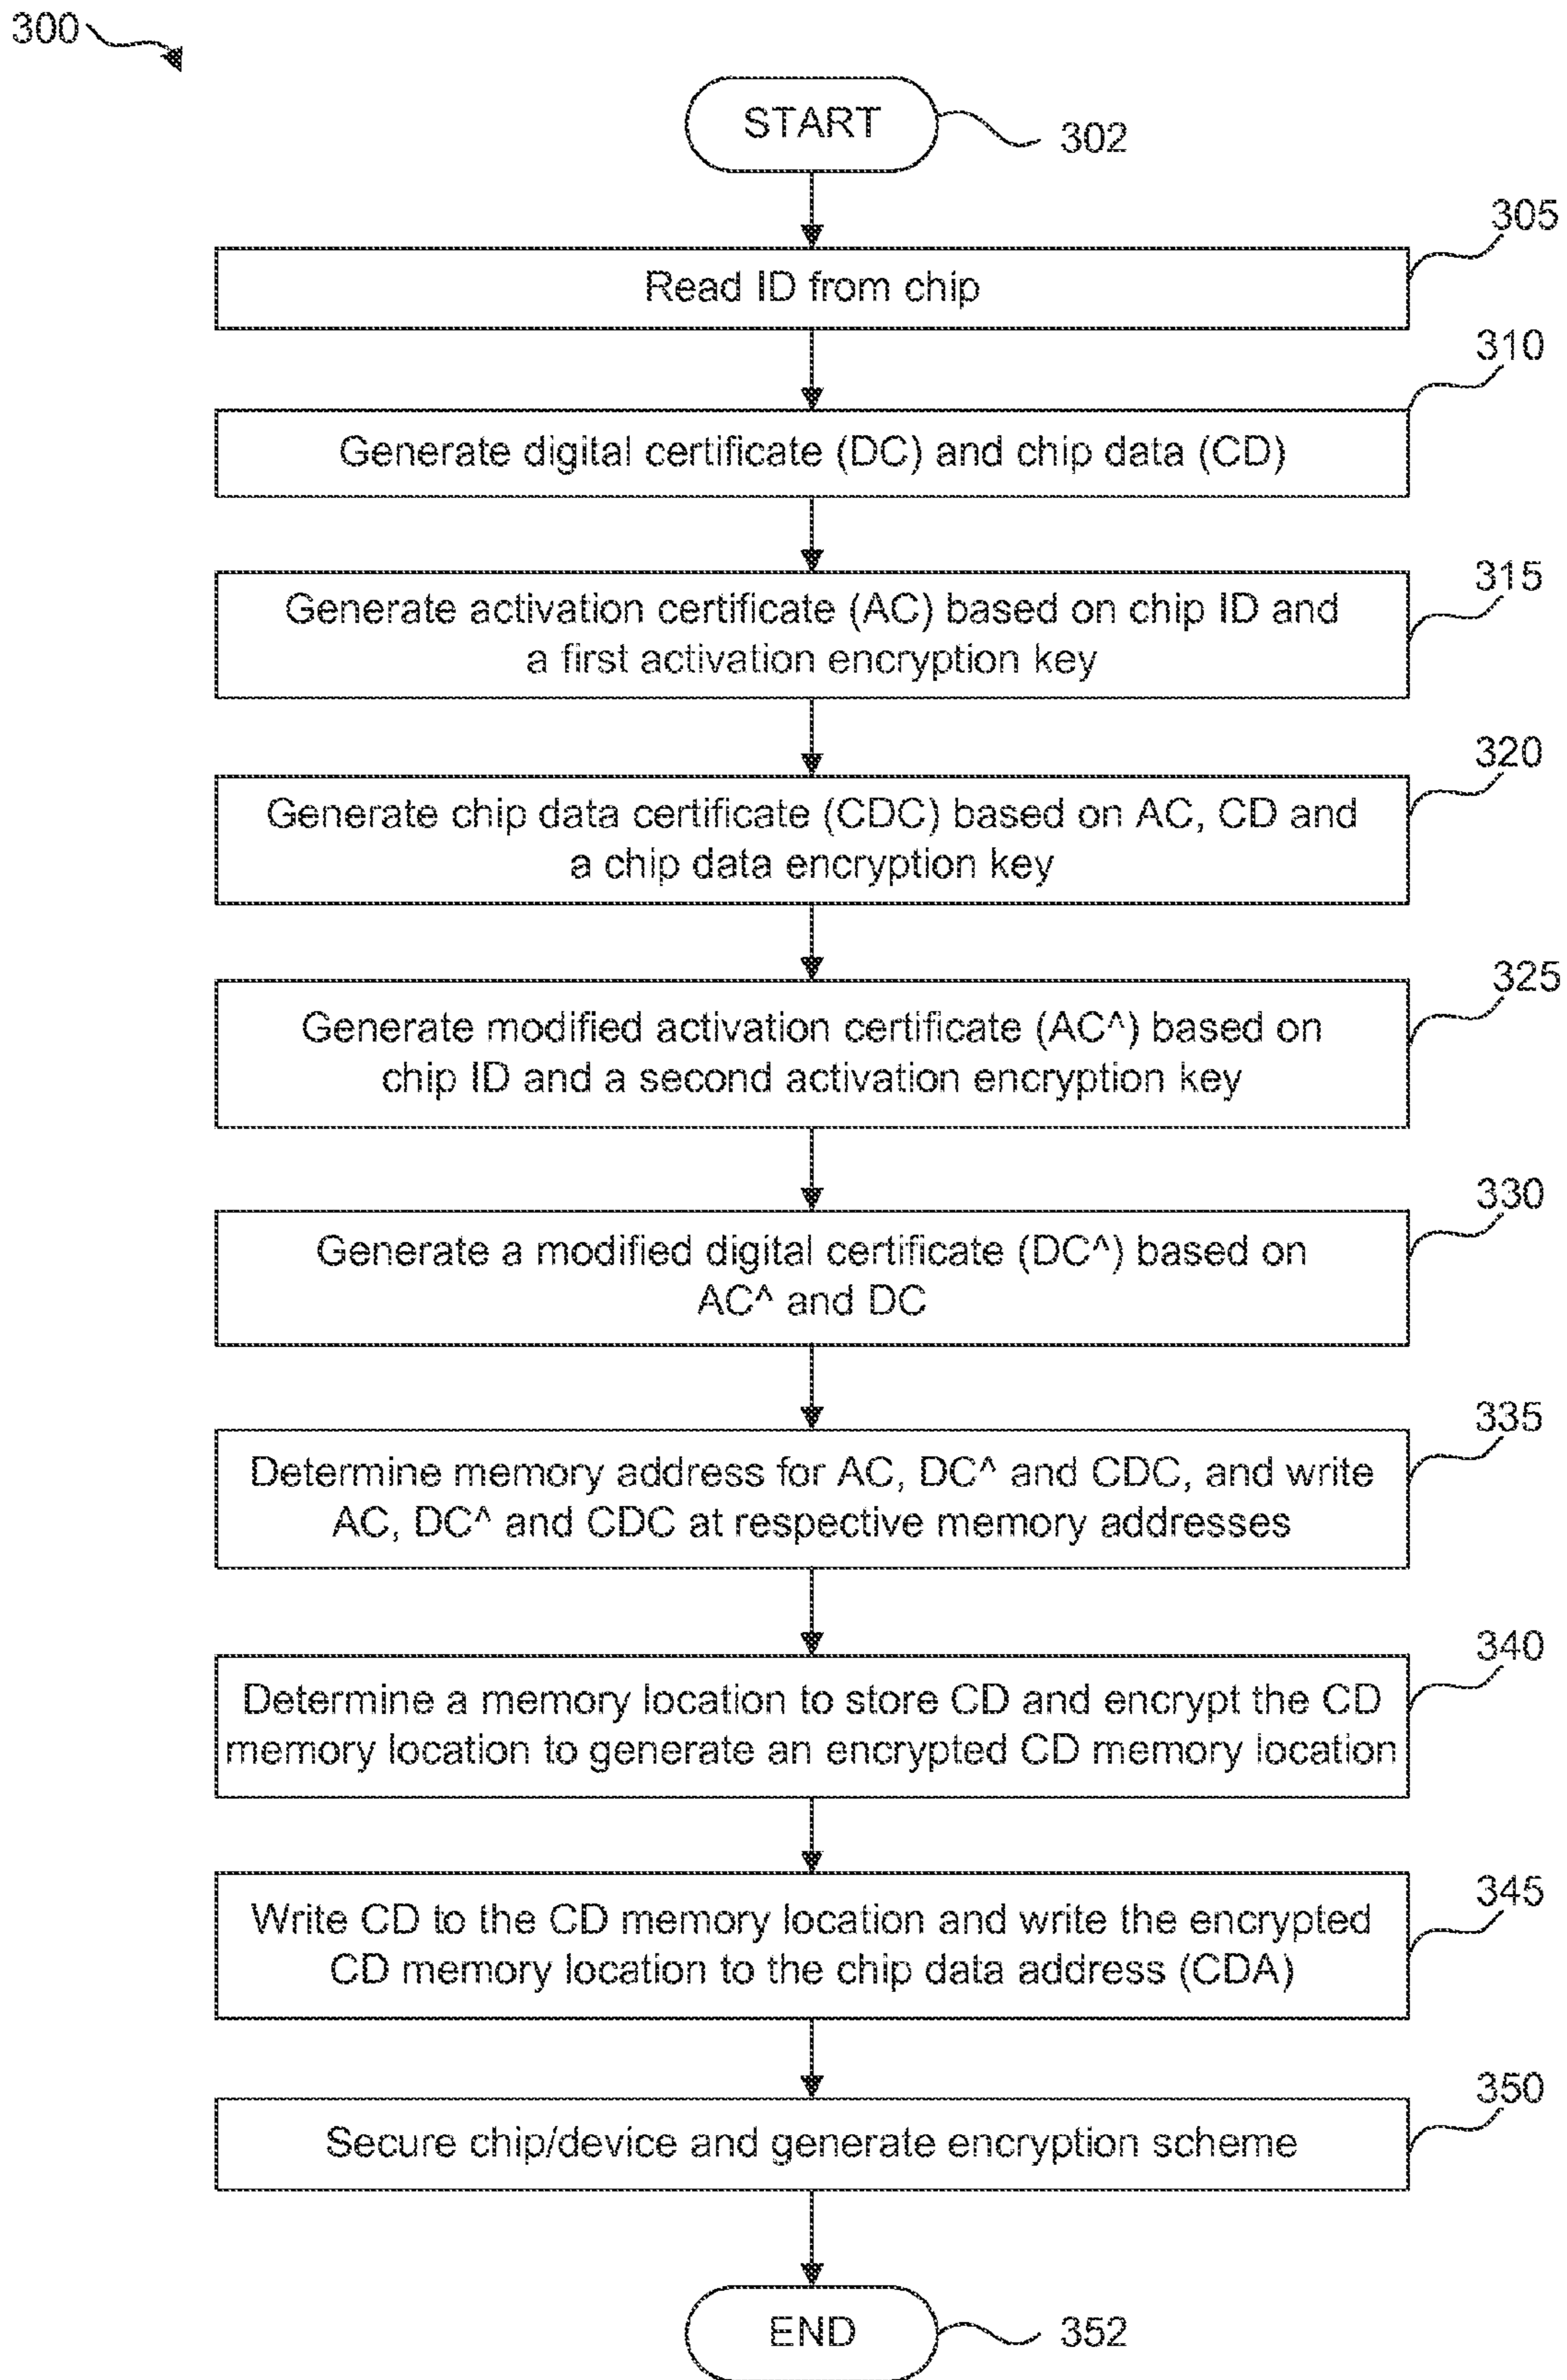 300
START
302
305
Read ID from chip
310
Generate digital certificate (DC) and chip data (CD)
315
Generate activation certificate (AC) based on chip ID and
a first activation encryption key
320
Generate chip data certificate (CDC) based on AC, CD and
a chip data encryption key
325
Generate modified activation certificate (AC^) based on
chip ID and a second activation encryption key
330
Generate a modified digital certificate (DC^) based on
AC^ and DC
335
Determine memory address for AC, DC^ and CDC, and write
AC, DC^ and CDC at respective memory addresses
340
Determine a memory location to store CD and encrypt the CD
memory location to generate an encrypted CD memory location
345
Write CD to the CD memory location and write the encrypted
CD memory location to the chip data address (CDA)
350
Secure chip/device and generate encryption scheme
END
352